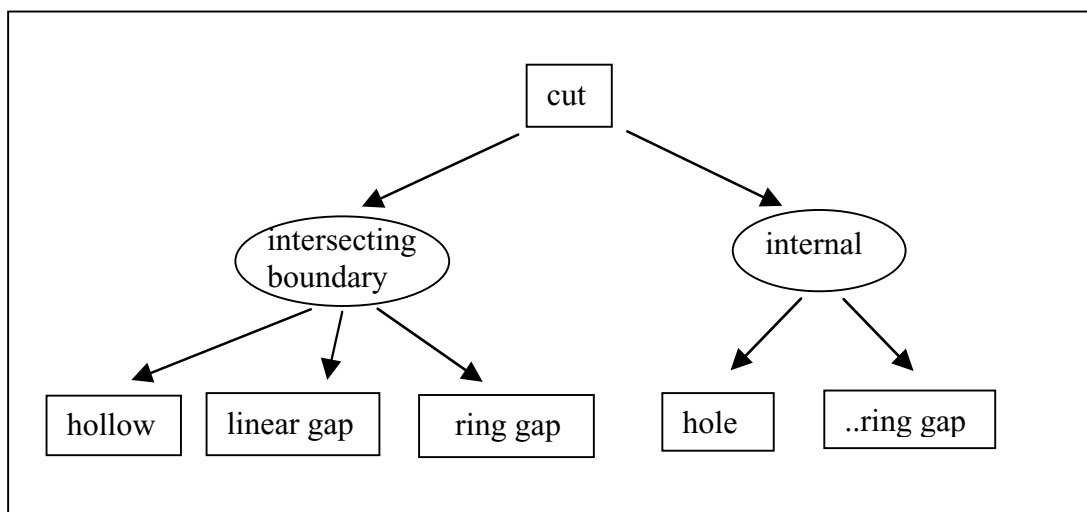 cut
intersecting
boundary
internal
hollow
linear gap
ring gap
hole
..ring gap